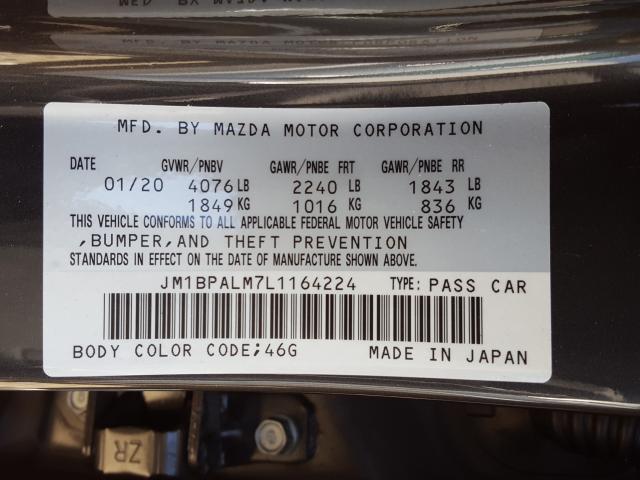 MFD. BY MAZDA MOTOR CORPORATION
DATE GVWR/PNBV GAWR/PNBE FRT GAWR/PNBE RR
01/20 4076 LB 2240 LB 1843 LB
1849 KG 1016 KG 836 KG
THIS VEHICLE CONFORMS TO ALL APPLICABLE FEDERAL MOTOR VEHICLE SAFETY
,BUMPER,AND THEFT PREVENTION
STANDARDS IN EFFECT ON THE DATE OF MANUFACTURE SHOWN ABOVE.
JM1BPALM7L1164224 TYPE: PASS CAR
BODY COLOR CODE;46G MADE IN JAPAN
ZR